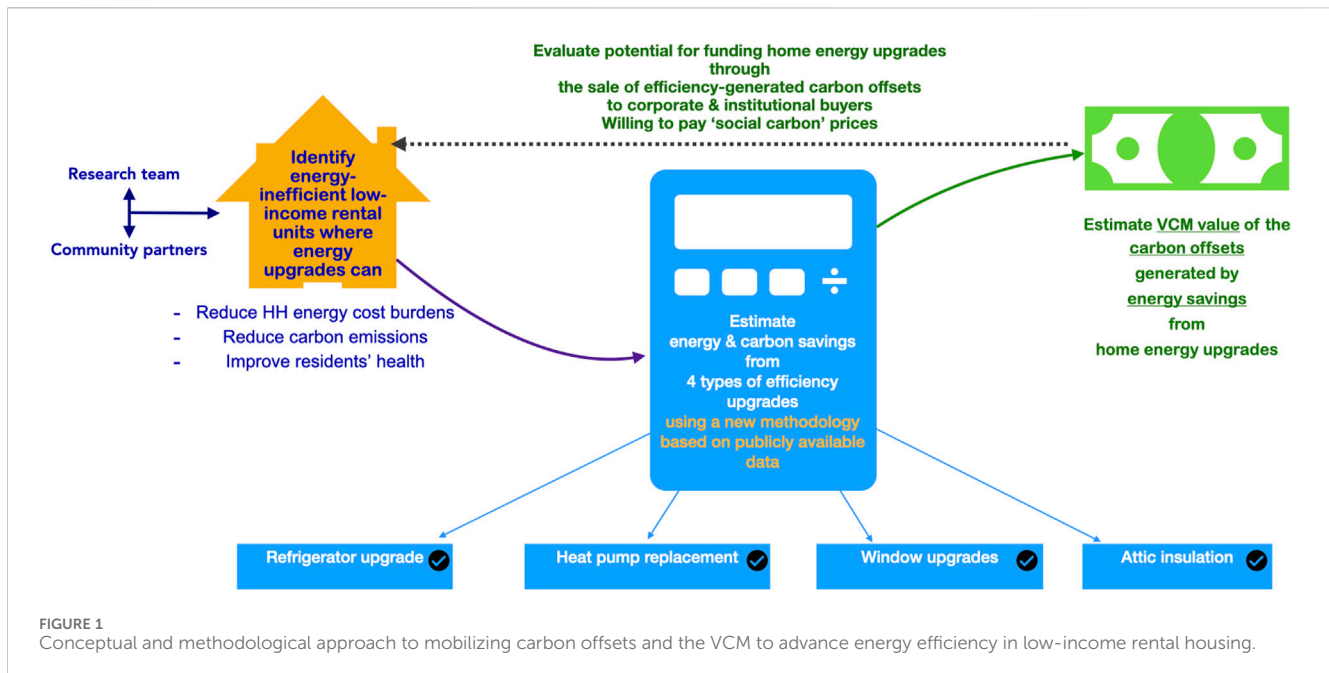 Evaluate potential for funding home energy upgrades
through
the sale of efficiency-generated carbon offsets
to corporate & institutional buyers
Willing to pay ‘social carbon’ prices
Research team
Community partners
Identify
energy-
inefficient low-
income rental
units where
energy
upgrades can
- Reduce HH energy cost burdens
- Reduce carbon emissions
- Improve residents’ health
÷
Estimate
energy & carbon savings
from
4 types of efficiency
upgrades
using a new methodology
based on publicly available
data
Estimate VCM value of the
carbon offsets
generated by
energy savings
from
home energy upgrades
Refrigerator upgrade
Heat pump replacement
Window upgrades
Attic insulation
FIGURE 1
Conceptual and methodological approach to mobilizing carbon offsets and the VCM to advance energy efficiency in low-income rental housing.